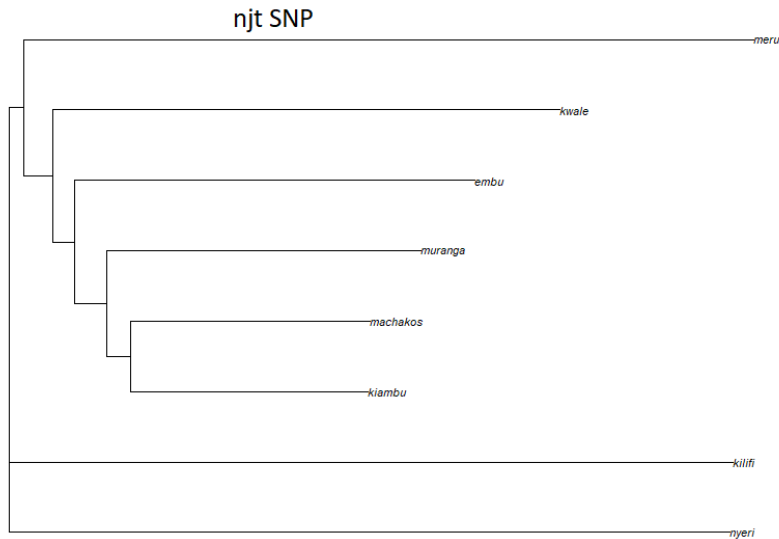 njt SNP
meru
kwale
embu
muranga
machakos
kiambu
kilifi
nyeri